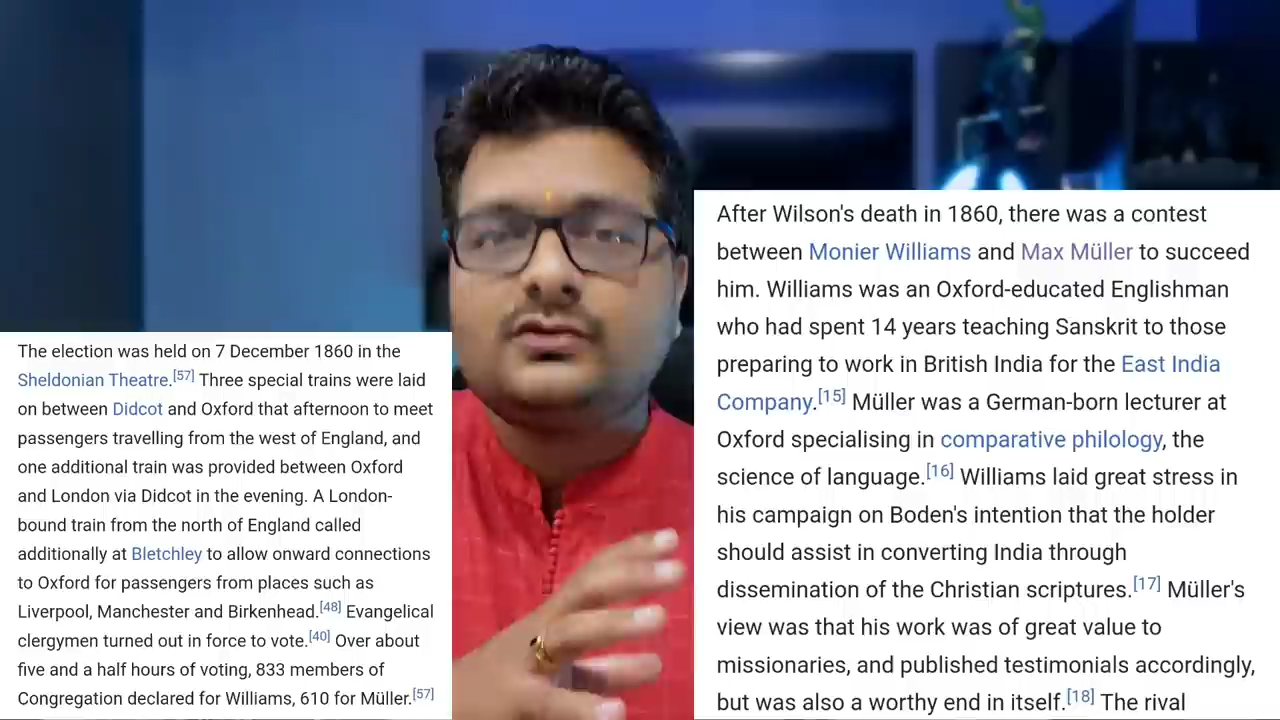 The election was held on 7 December 1860 in the
Sheldonian Theatre.[57] Three special trains were laid
on between Didcot and Oxford that afternoon to meet
passengers travelling from the west of England, and
one additional train was provided between Oxford
and London via Didcot in the evening. A London-
bound train from the north of England called
additionally at Bletchley to allow onward connections
to Oxford for passengers from places such as
Liverpool, Manchester and Birkenhead.[48] Evangelical
clergymen turned out in force to vote.[40] Over about
five and a half hours of voting, 833 members of
Congregation declared for Williams, 610 for Müller.[57]
After Wilson's death in 1860, there was a contest
between Monier Williams and Max Müller to succeed
him. Williams was an Oxford-educated Englishman
who had spent 14 years teaching Sanskrit to those
preparing to work in British India for the East India
Company.[15] Müller was a German-born lecturer at
Oxford specialising in comparative philology, the
science of language.[16] Williams laid great stress in
his campaign on Boden's intention that the holder
should assist in converting India through
dissemination of the Christian scriptures.[17] Müller's
view was that his work was of great value to
missionaries, and published testimonials accordingly,
but was also a worthy end in itself.[18] The rival